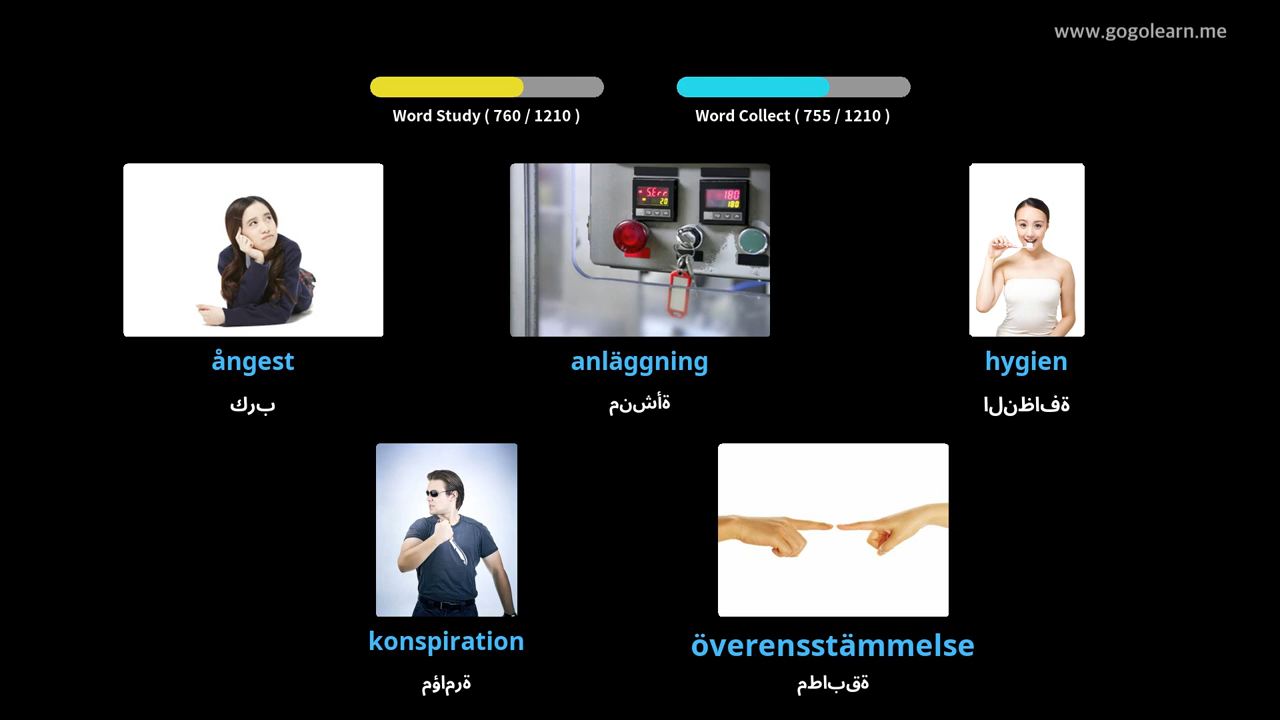 www.gogolearn.me
Word Study ( 760 / 1210 )
Word Collect ( 755 / 1210 )
ångest
anläggning
hygien
كرب
منشأة
النظافة
konspiration
överensstämmelse
مؤامرة
مطابقة